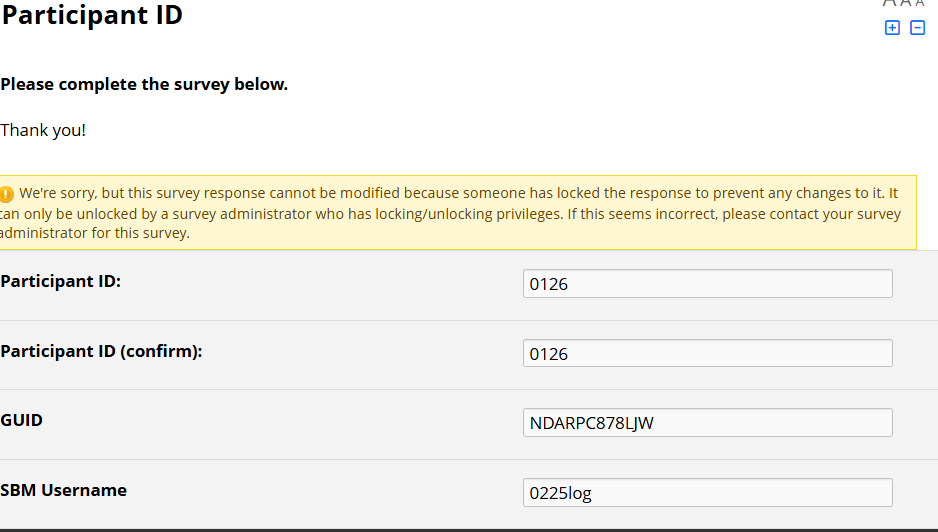 Participant ID
A A A
Please complete the survey below.
Thank you!
We're sorry, but this survey response cannot be modified because someone has locked the response to prevent any changes to it. It
can only be unlocked by a survey administrator who has locking/unlocking privileges. If this seems incorrect, please contact your survey
administrator for this survey.
Participant ID: 0126
Participant ID (confirm): 0126
GUID NDARPC878LJW
SBM Username 0225log